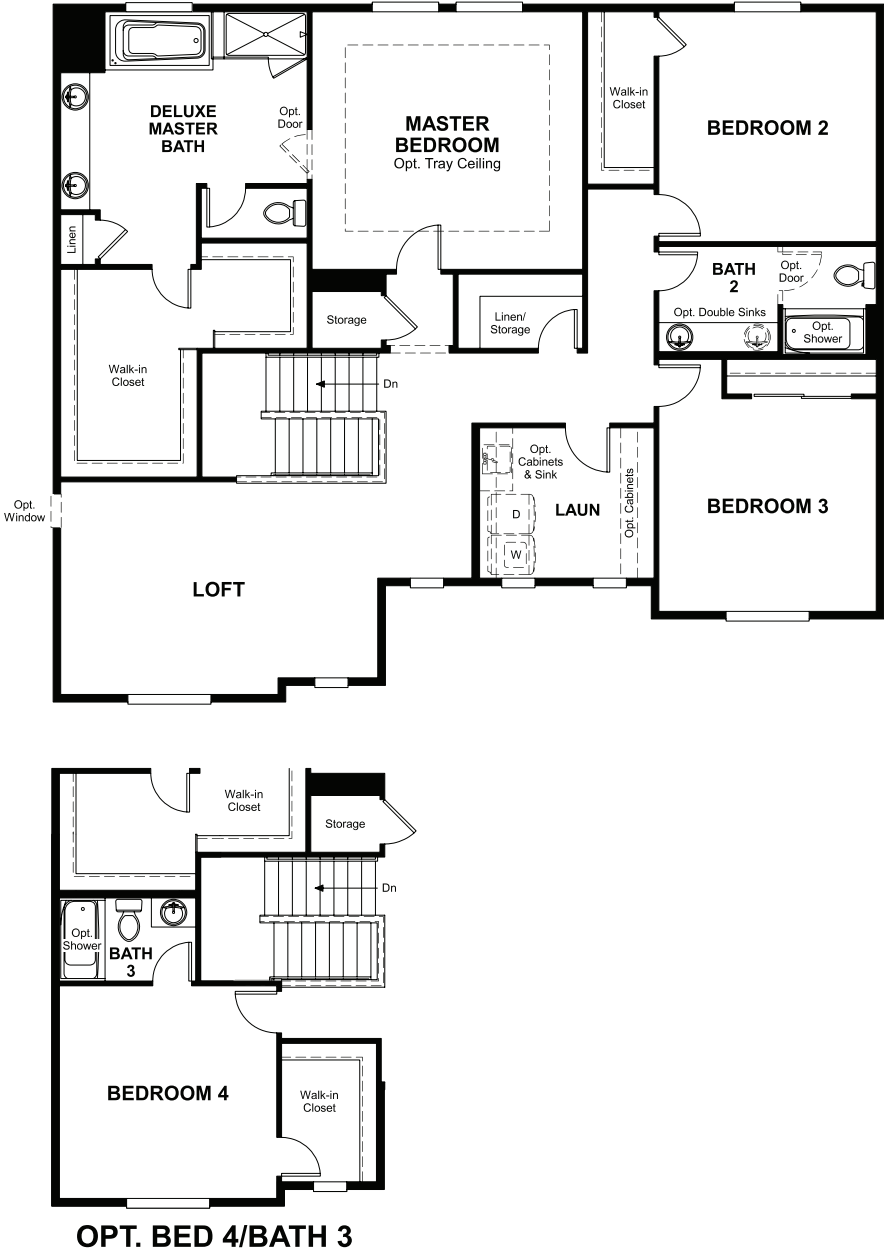 DELUXE
MASTER
BATH
Opt.
Door
MASTER
BEDROOM
Opt. Tray Ceiling
Walk-in
Closet
BEDROOM 2
Linen
BATH
2
Opt.
Door
Opt. Double Sinks
Opt.
Shower
Storage
Linen/
Storage
Walk-in
Closet
Dn
Opt.
Cabinets
& Sink
Opt. Cabinets
D
LAUN
W
BEDROOM 3
Opt.
Window
LOFT
Walk-in
Closet
Storage
Dn
Opt.
Shower
BATH
3
BEDROOM 4
Walk-in
Closet
OPT. BED 4/BATH 3